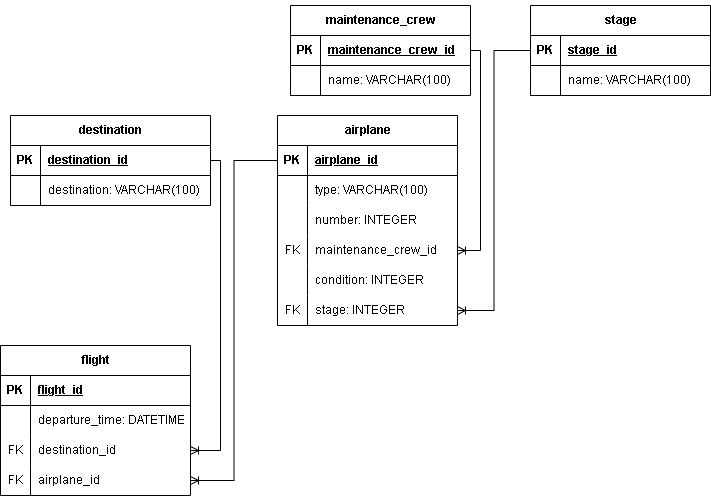 maintenance_crew
PK maintenance_crew_id
name: VARCHAR(100)
stage
PK stage_id
name: VARCHAR(100)
destination
PK destination_id
destination: VARCHAR(100)
airplane
PK airplane_id
type: VARCHAR(100)
number: INTEGER
FK maintenance_crew_id
condition: INTEGER
FK stage: INTEGER
flight
PK flight_id
departure_time: DATETIME
FK destination_id
FK airplane_id